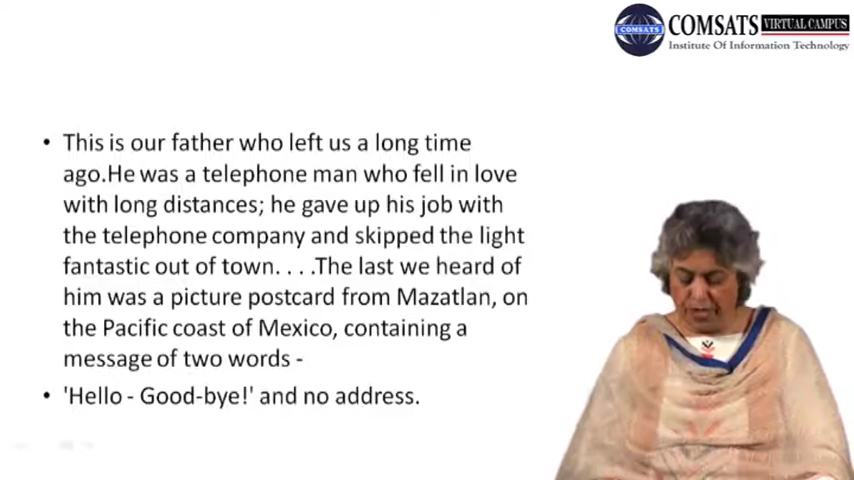 COMSATS
COMSATS VIRTUAL CAMPUS
Institute Of Information Technology
• This is our father who left us a long time
ago.He was a telephone man who fell in love
with long distances; he gave up his job with
the telephone company and skipped the light
fantastic out of town. . . .The last we heard of
him was a picture postcard from Mazatlan, on
the Pacific coast of Mexico, containing a
message of two words -
• 'Hello - Good-bye!' and no address.